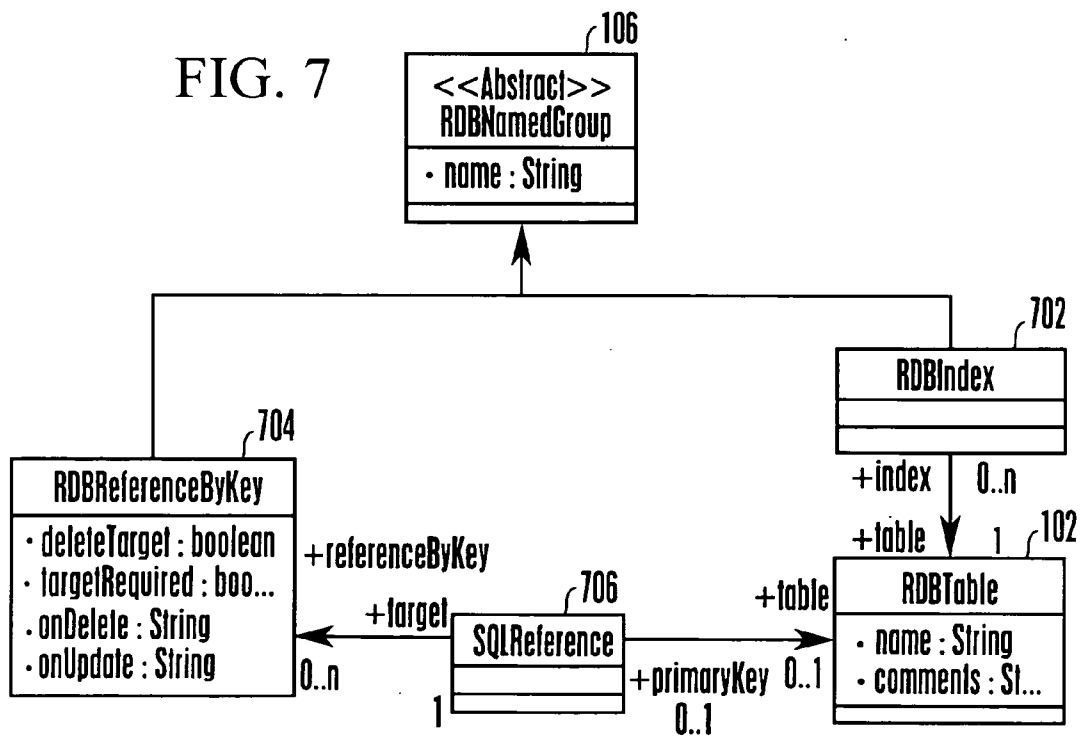 FIG. 7
106
<<Abstract>>
RDBNamedGroup
• name : String
702
RDBIndex
704
RDBReferenceByKey
• deleteTarget : boolean
• targetRequired : boo...
• onDelete : String
• onUpdate : String
+index 0..n
+table 1 102
RDBTable
• name : String
• comments : St...
+referenceByKey
+target
0..n
706
SQLReference
1
+table
0..1
+primaryKey
0..1